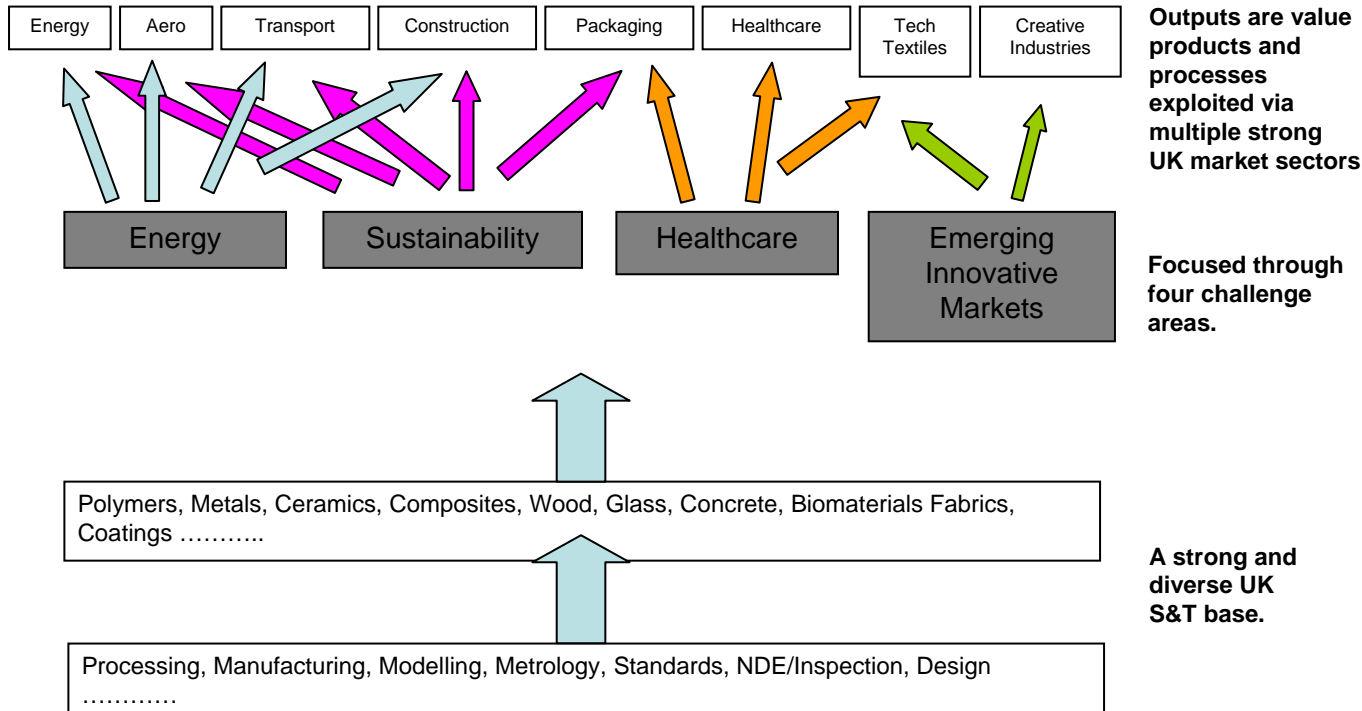 Energy
Aero
Transport
Construction
Packaging
Healthcare
Tech
Textiles
Creative
Industries
Outputs are value
products and
processes
exploited via
multiple strong
UK market sectors
Energy
Sustainability
Healthcare
Emerging
Innovative
Markets
Focused through
four challenge
areas.
Polymers, Metals, Ceramics, Composites, Wood, Glass, Concrete, Biomaterials Fabrics,
Coatings ………..
A strong and
diverse UK
S&T base.
Processing, Manufacturing, Modelling, Metrology, Standards, NDE/Inspection, Design
…………